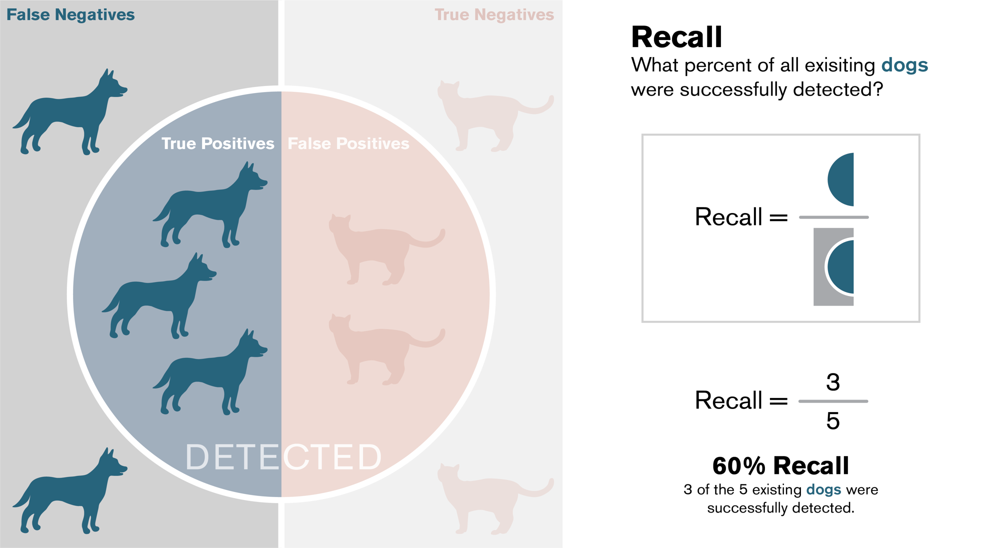 False Negatives
True Negatives
True Positives
False Positives
DETECTED
Recall
What percent of all exisiting dogs
were successfully detected?
Recall =
Recall =
3
5
60% Recall
3 of the 5 existing dogs were
successfully detected.